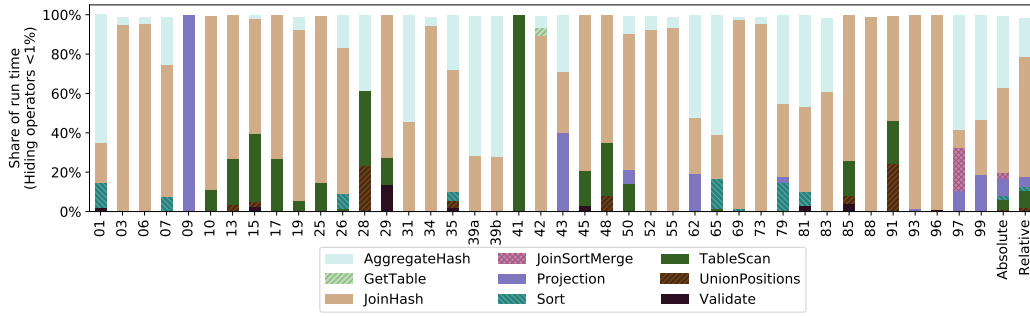 Share of run time
(Hiding operators <1%)
100%
80%
60%
40%
20%
0%
01 03 06 07 09 10 13 15 17 19 25 26 28 29 31 34 35 39a 39b 41 42 43 45 48 50 52 55 62 65 69 73 79 81 83 85 88 91 93 96 97 99 Absolute Relative
AggregateHash JoinSortMerge TableScan
GetTable Projection UnionPositions
JoinHash Sort Validate